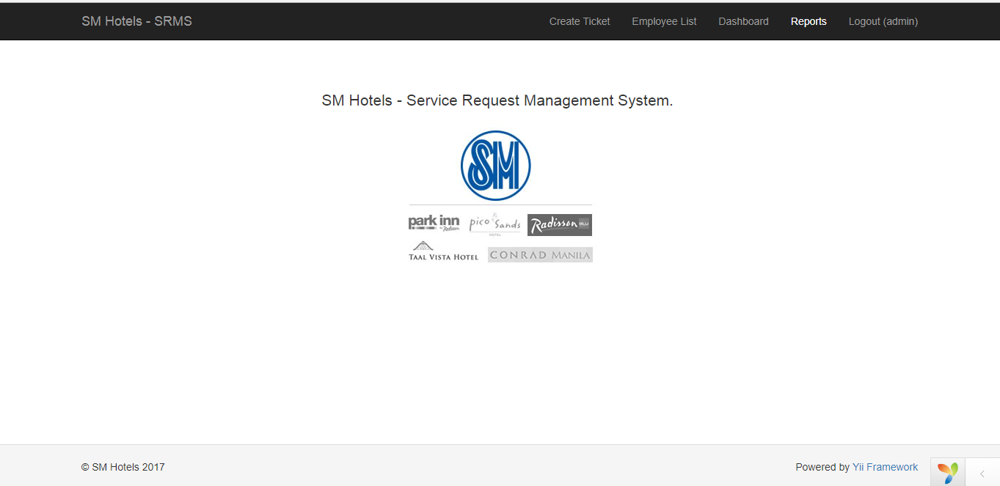 SM Hotels - SRMS
Create Ticket Employee List Dashboard Reports Logout (admin)
SM Hotels - Service Request Management System.
SM
park inn
by Radisson
pico sands
HOTEL
Radisson BLU
TAAL VISTA HOTEL
CONRAD MANILA
© SM Hotels 2017
Powered by Yii Framework